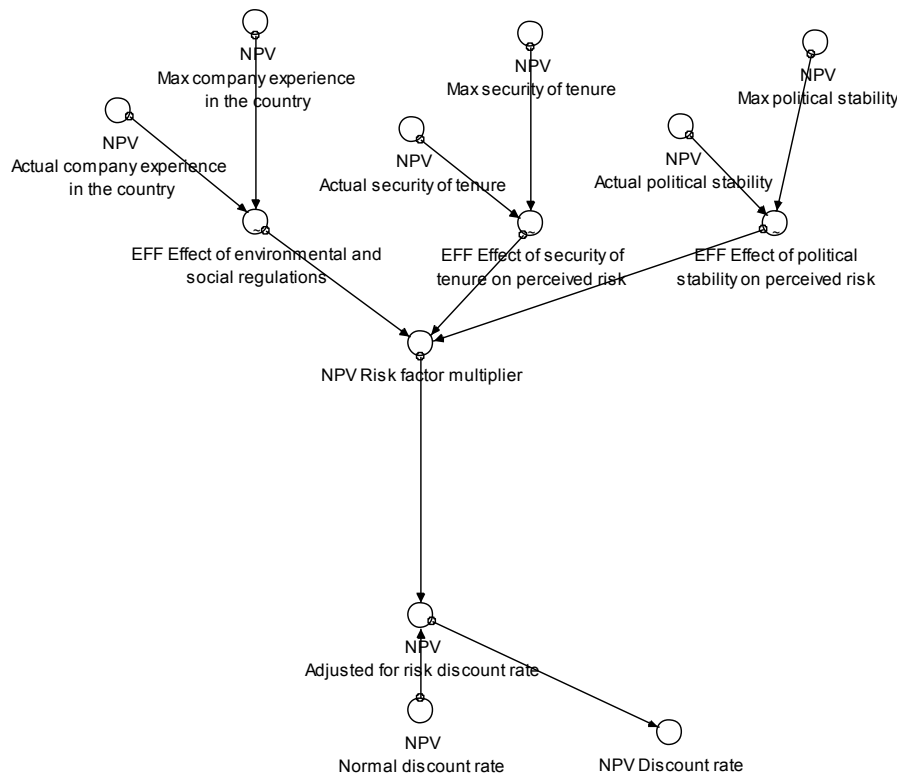 NPV
Max company experience
in the country
NPV
Max security of tenure
NPV
Max political stability
NPV
Actual company experience
in the country
NPV
Actual security of tenure
NPV
Actual political stability
EFF Effect of environmental and
social regulations
EFF Effect of security of
tenure on perceived risk
EFF Effect of political
stability on perceived risk
NPV Risk factor multiplier
NPV
Adjusted for risk discount rate
NPV
Normal discount rate
NPV Discount rate